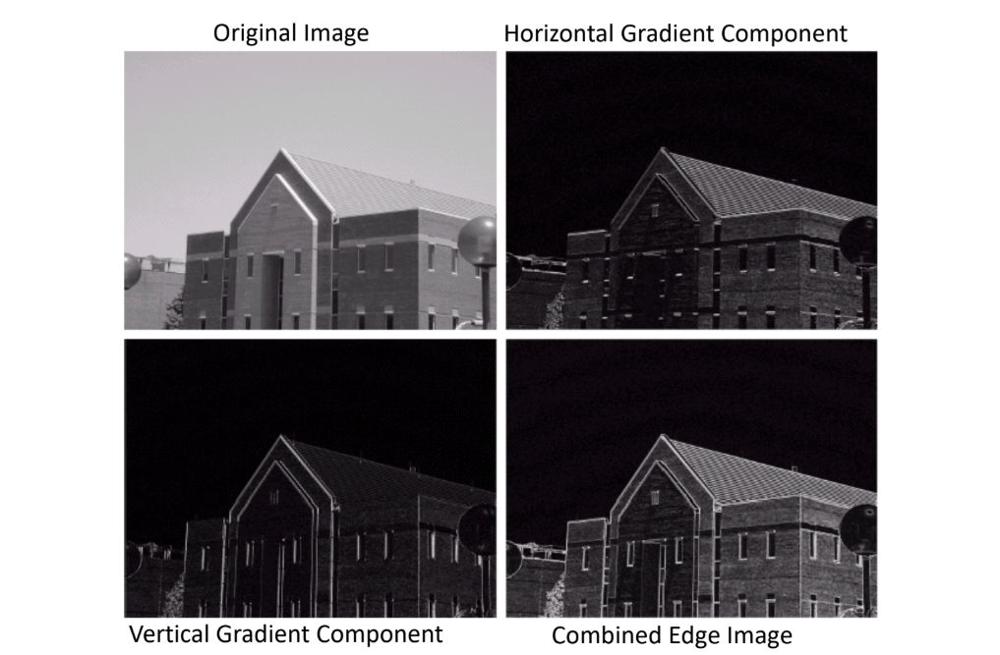 Original Image
Horizontal Gradient Component
Vertical Gradient Component
Combined Edge Image